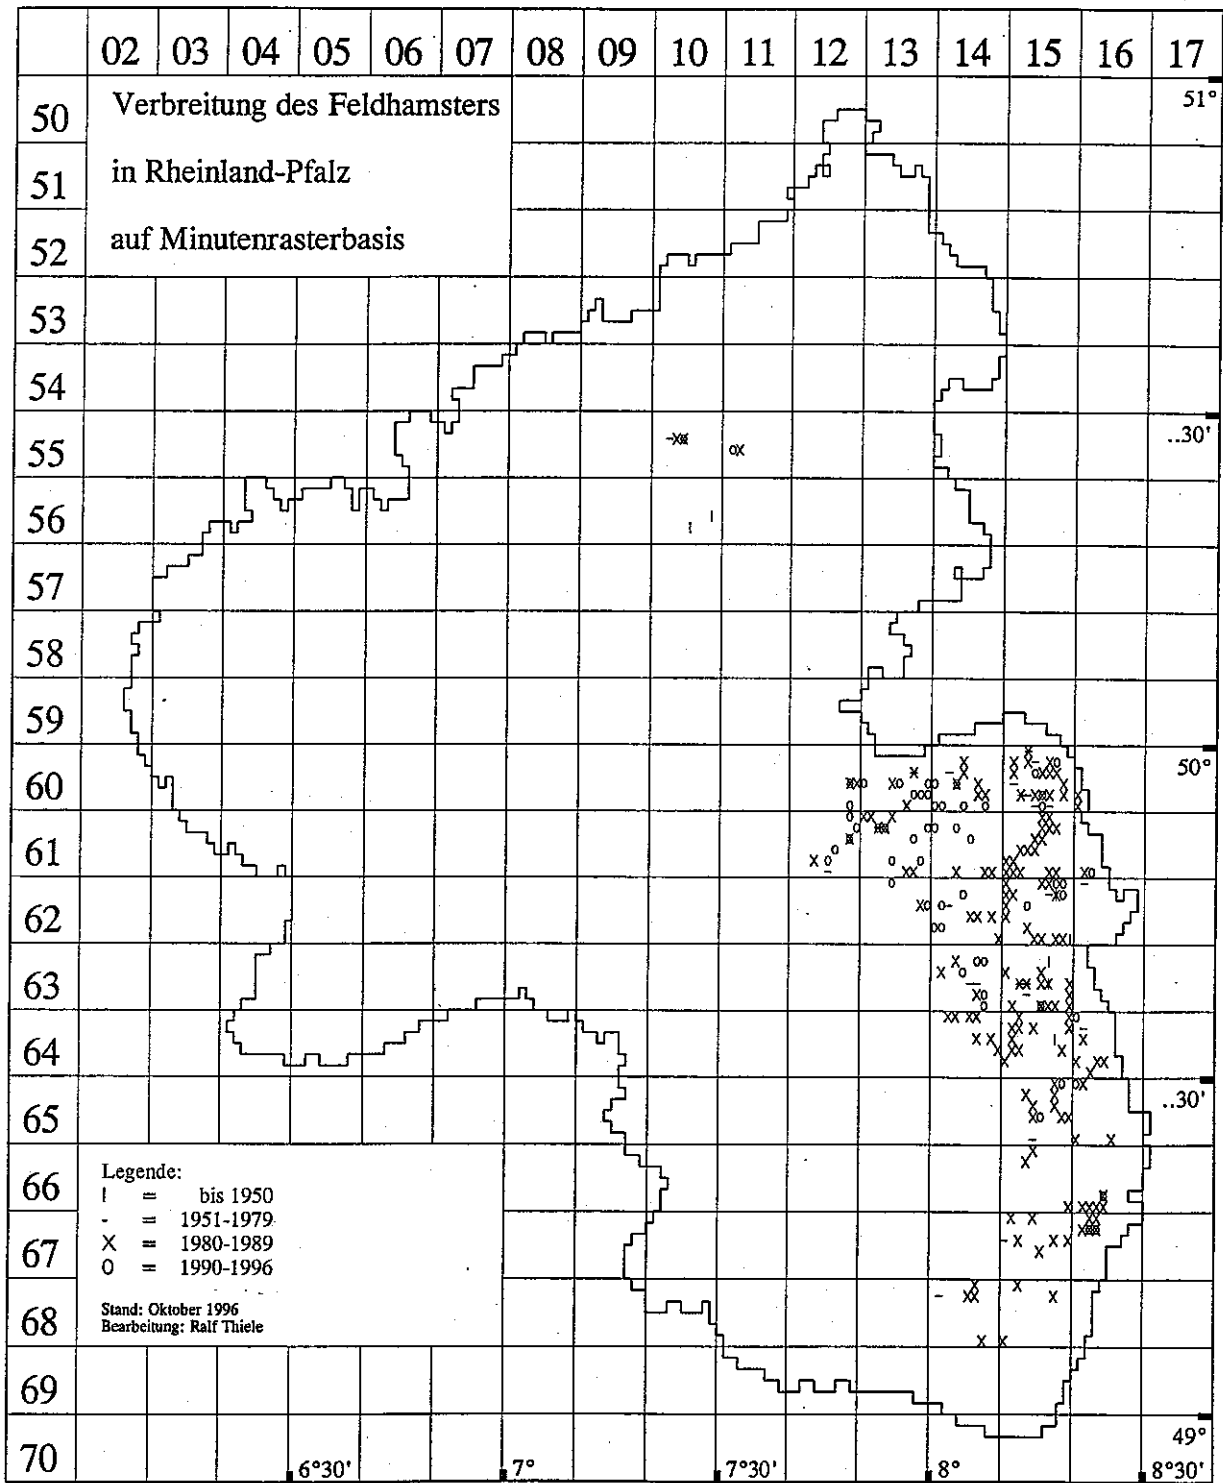 02 03 04 05 06 07 08 09 10 11 12 13 14 15 16 17
51°
Verbreitung des Feldhamsters
in Rheinland-Pfalz
auf Minutenrasterbasis
50
51
52
53
54
..30'
55
56
57
58
59
50°
60
61
62
63
64
..30'
65
66
67
68
69
49°
70
Legende:
| = bis 1950
- = 1951-1979
X = 1980-1989
O = 1990-1996
Stand: Oktober 1996
Bearbeitung: Ralf Thiele
6°30' 7° 7°30' 8° 8°30'